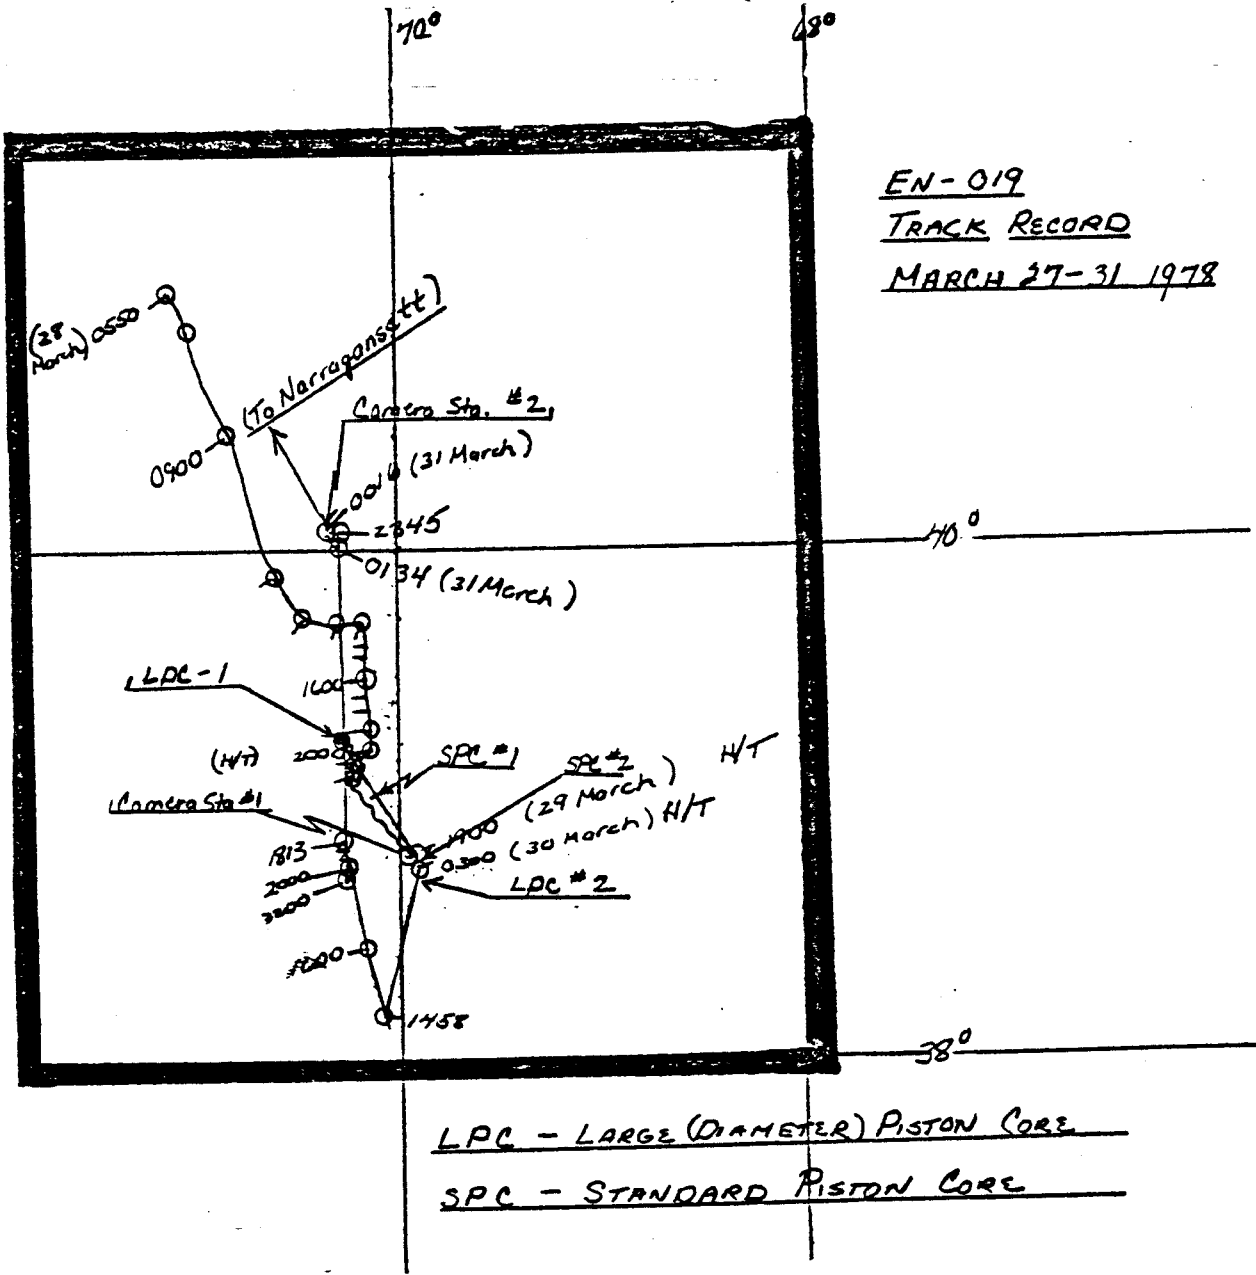 70°
68°
EN-019
TRACK RECORD
MARCH 27-31 1978
(28 March) 0550
(To Narragansett)
Camera Sta. #2
0900
0016 (31 March)
2345
40°
0134 (31 March)
LPC-1
1600
(H/T)
2000
SPC #1
SPC #2
H/T
(29 March)
Camera Sta #1
1900
0300 (30 March) H/T
1813
2000
LPC #2
2200
1458
38°
LPC - LARGE (DIAMETER) PISTON CORE
SPC - STANDARD PISTON CORE